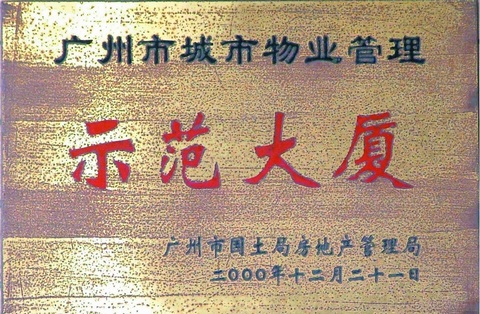 广州市城市物业管理
示范大厦
广州市国土局房地产管理局
二000年十二月二十一日